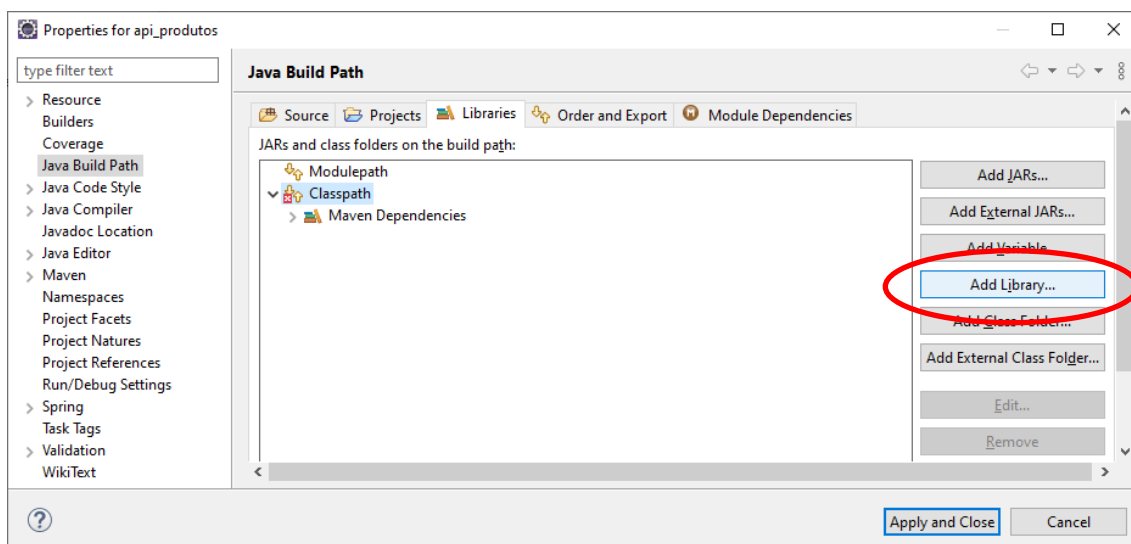 Properties for api_produtos
type filter text
Resource
Builders
Coverage
Java Build Path
Java Code Style
Java Compiler
Javadoc Location
Java Editor
Maven
Namespaces
Project Facets
Project Natures
Project References
Run/Debug Settings
Spring
Task Tags
Validation
WikiText
Java Build Path
Source Projects Libraries Order and Export Module Dependencies
JARs and class folders on the build path:
Modulepath
Classpath
Maven Dependencies
Add JARs...
Add External JARs...
Add Variable...
Add Library...
Add Class Folder...
Add External Class Folder...
Edit...
Remove
Apply and Close Cancel